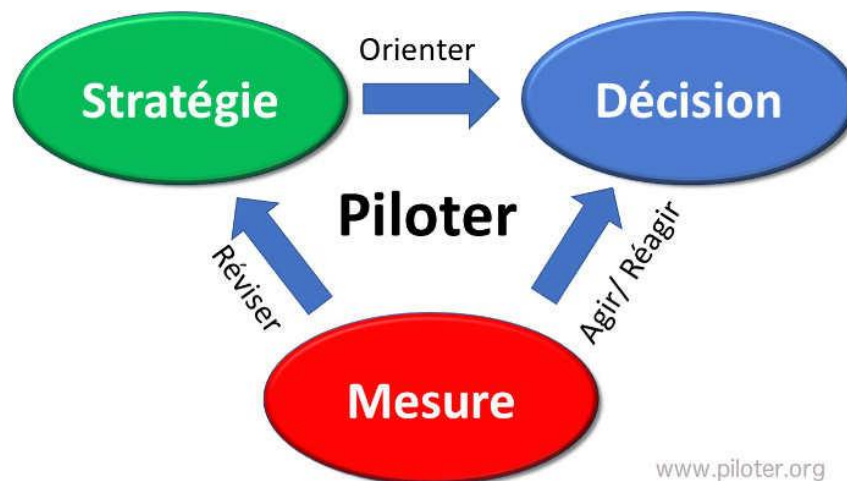 Orienter
Stratégie
Décision
Piloter
Réviser
Agir/ Réagir
Mesure
www.piloter.org